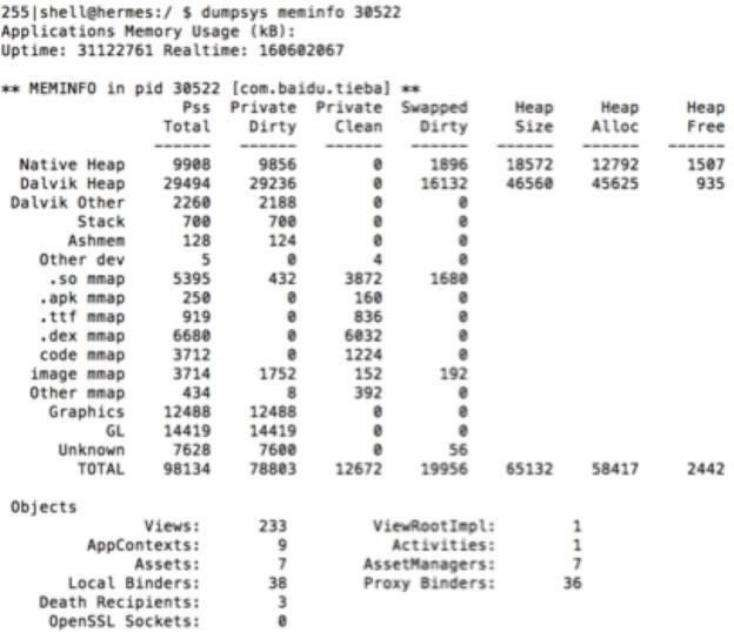 255|shell@hermes:/ $ dumpsys meminfo 30522
Applications Memory Usage (kB):
Uptime: 31122761 Realtime: 160602067
** MEMINFO in pid 30522 [com.baidu.tieba] **
Pss Private Private Swapped Heap Heap Heap
Total Dirty Clean Dirty Size Alloc Free
------ ------ ------ ------ ------ ------ ------
Native Heap 9908 9856 0 1896 18572 12792 1507
Dalvik Heap 29494 29236 0 16132 46560 45625 935
Dalvik Other 2260 2188 0 0
Stack 700 700 0 0
Ashmem 128 124 0 0
Other dev 5 0 4 0
.so mmap 5395 432 3872 1680
.apk mmap 250 0 160 0
.ttf mmap 919 0 836 0
.dex mmap 6680 0 6032 0
code mmap 3712 0 1224 0
image mmap 3714 1752 152 192
Other mmap 434 8 392 0
Graphics 12488 12488 0 0
GL 14419 14419 0 0
Unknown 7628 7600 0 56
TOTAL 98134 78803 12672 19956 65132 58417 2442
Objects
Views: 233 ViewRootImpl: 1
AppContexts: 9 Activities: 1
Assets: 7 AssetManagers: 7
Local Binders: 38 Proxy Binders: 36
Death Recipients: 3
OpenSSL Sockets: 0